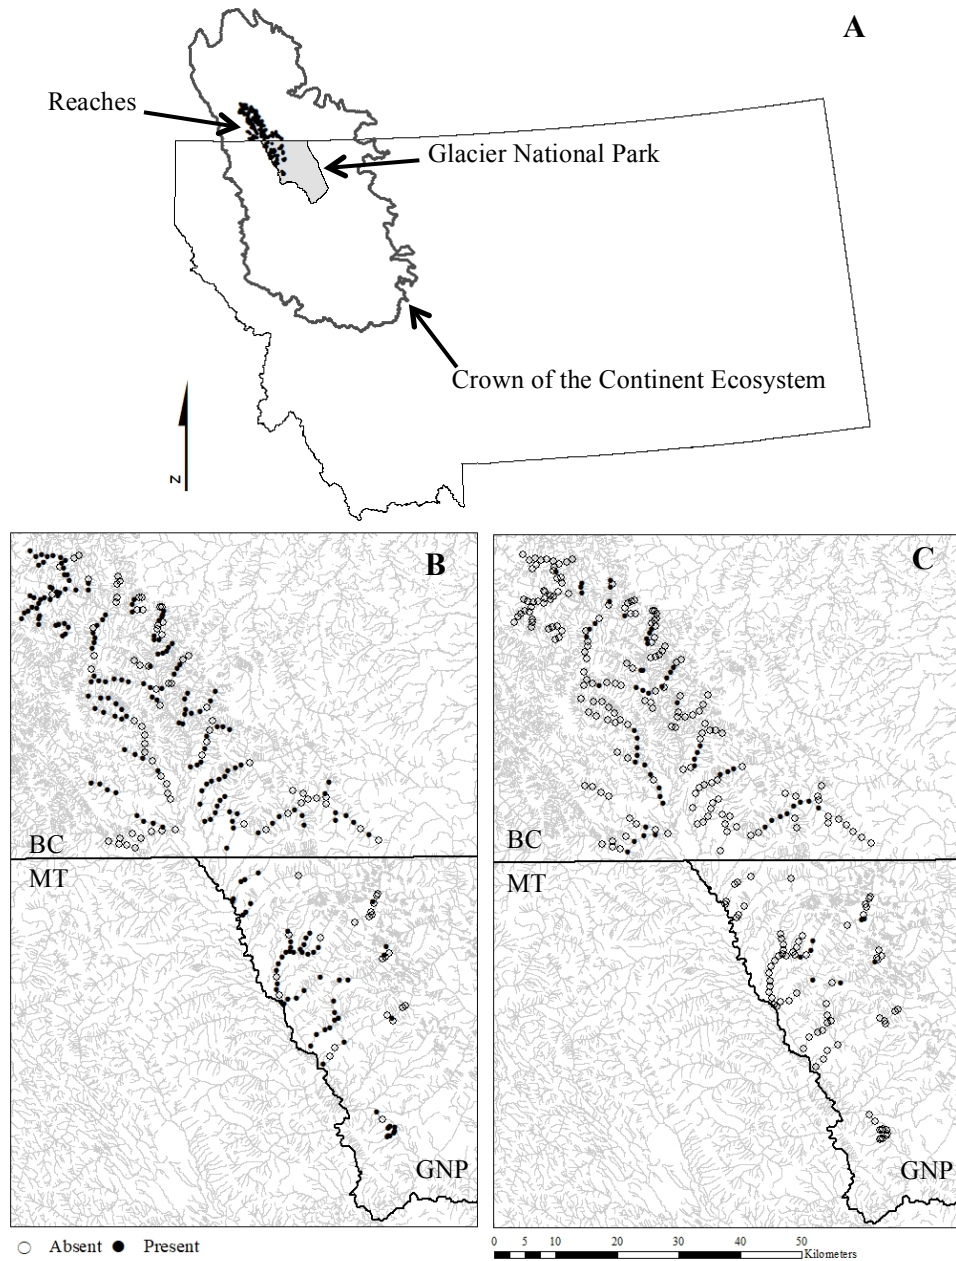 A
Reaches
Glacier National Park
Crown of the Continent Ecosystem
N
B
C
BC
BC
MT
MT
GNP
GNP
Absent Present
0 5 10 20 30 40 50
Kilometers